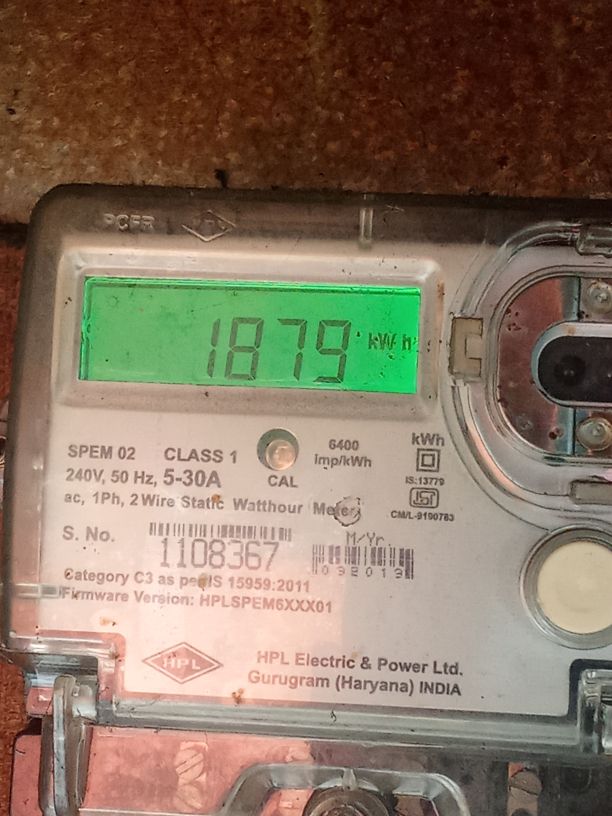 PCFR
1879 kWh
SPEM 02 CLASS 1
240V, 50 Hz, 5-30A
CAL
6400
imp/kWh
kWh
IS:13779
ISI
CM/L-9190783
ac, 1Ph, 2 Wire Static Watthour Meter
S. No.
1108367
M/Yr.
032019
Category C3 as per IS 15959:2011
Firmware Version: HPLSPEM6XXX01
HPL
HPL Electric & Power Ltd.
Gurugram (Haryana) INDIA